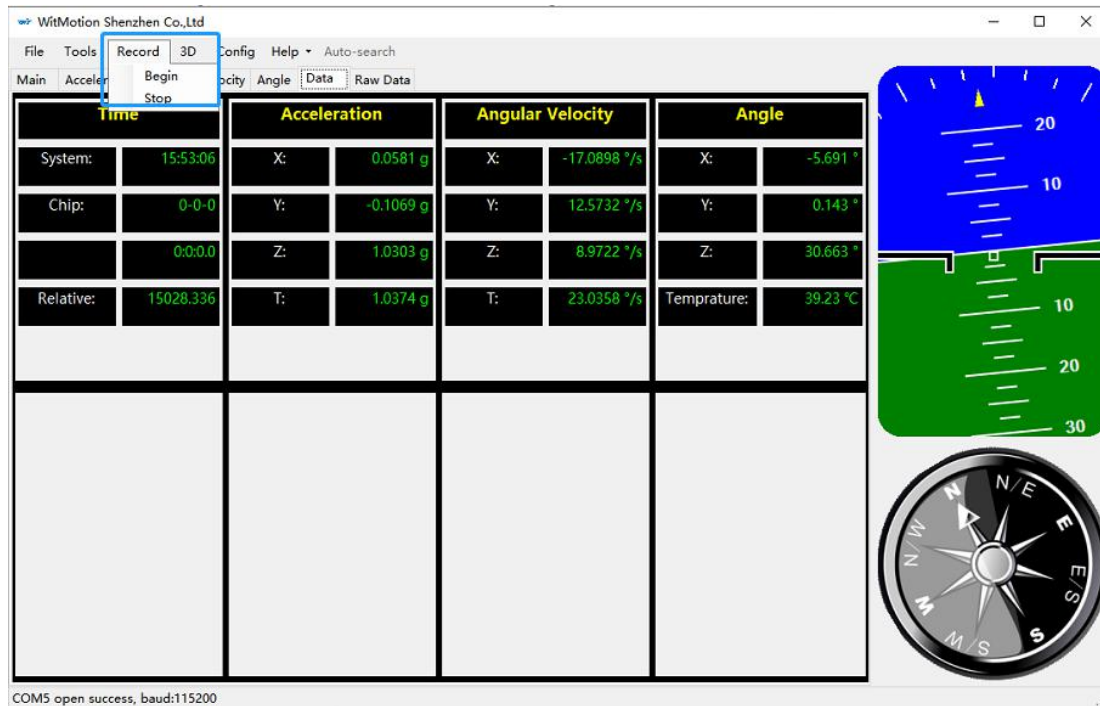 WitMotion Shenzhen Co.,Ltd
File Tools Record 3D Config Help Auto-search
Begin
Stop
Main Acceler ocity Angle Data Raw Data
Time Acceleration Angular Velocity Angle
System: 15:53:06 X: 0.0581 g X: -17.0898 °/s X: -5.691 °
Chip: 0-0-0 Y: -0.1069 g Y: 12.5732 °/s Y: 0.143 °
0:0:0.0 Z: 1.0303 g Z: 8.9722 °/s Z: 30.663 °
Relative: 15028.336 T: 1.0374 g T: 23.0358 °/s Temprature: 39.23 °C
20
10
10
20
30
N
N/E
E
E/S
S
W/S
W
N/W
COM5 open success, baud:115200